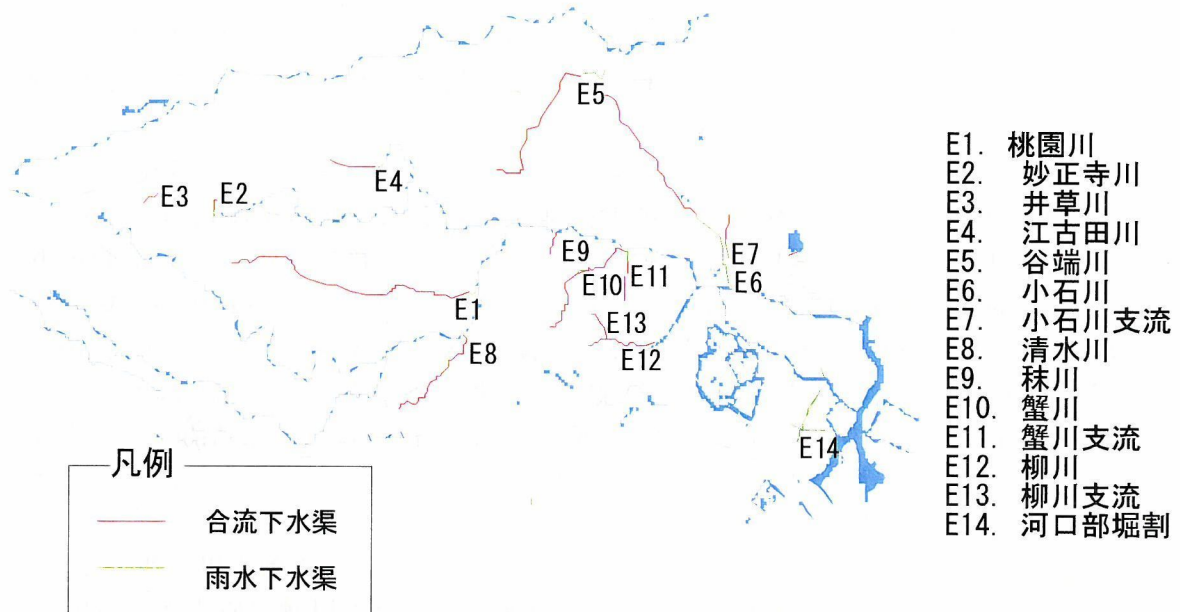 E5
E4
E3
E2
E7
E9
E11
E10
E6
E1
E13
E12
E8
E14
E1. 桃園川
E2. 妙正寺川
E3. 井草川
E4. 江古田川
E5. 谷端川
E6. 小石川
E7. 小石川支流
E8. 清水川
E9. 秣川
E10. 蟹川
E11. 蟹川支流
E12. 柳川
E13. 柳川支流
E14. 河口部堀割
凡例
合流下水渠
雨水下水渠